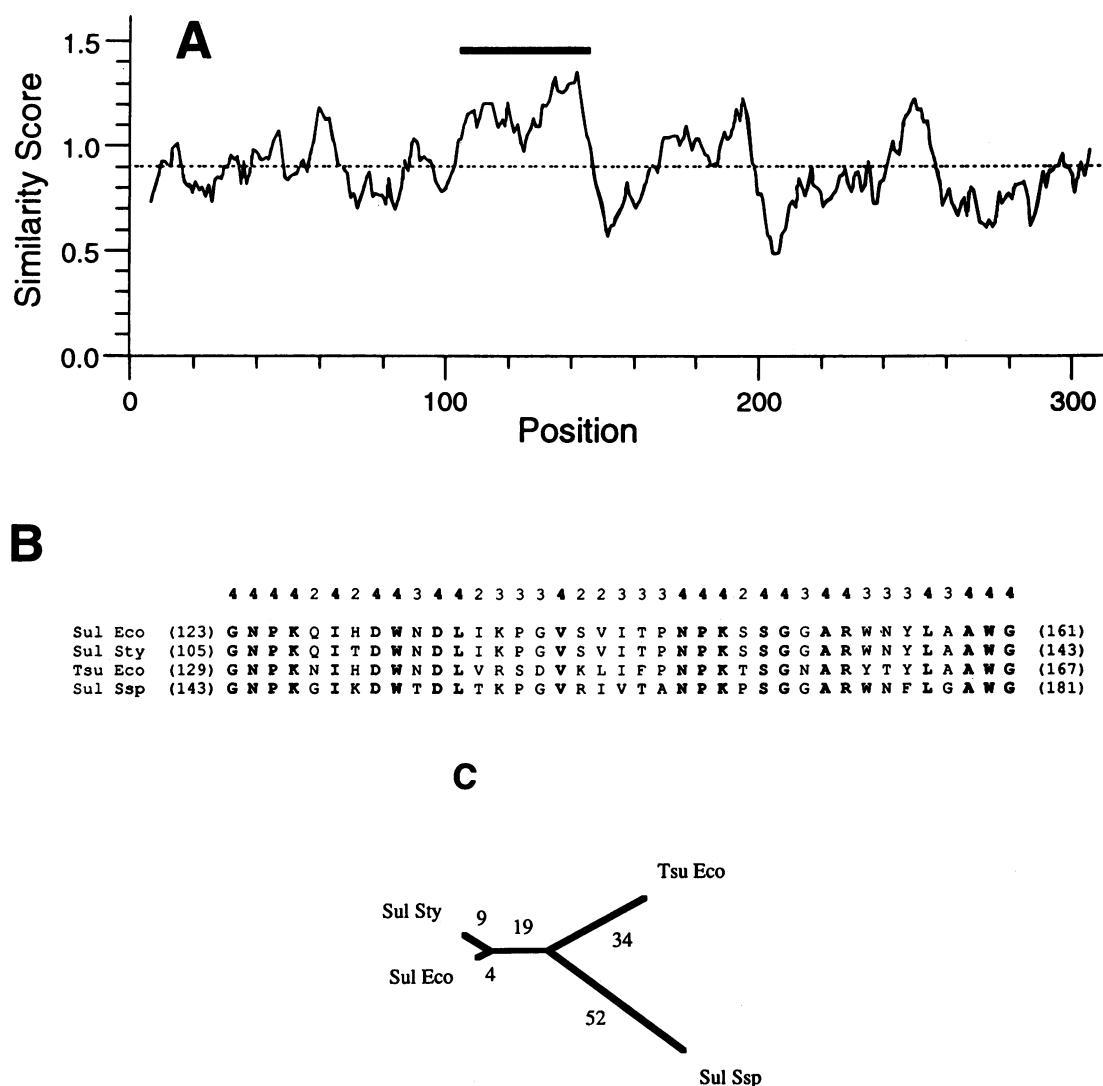 A
1.5
1.0
0.5
0.0
Similarity Score
0 100 200 300
Position
B
4 4 4 4 2 4 2 4 4 3 4 4 2 3 3 3 4 2 2 3 3 3 4 4 4 2 4 4 3 4 4 3 3 3 4 3 4 4 4
Sul Eco (123) G N P K Q I H D W N D L I K P G V S V I T P N P K S S G G A R W N Y L A A W G (161)
Sul Sty (105) G N P K Q I T D W N D L I K P G V S V I T P N P K S S G G A R W N Y L A A W G (143)
Tsu Eco (129) G N P K N I H D W N D L V R S D V K L I F P N P K T S G N A R Y T Y L A A W G (167)
Sul Ssp (143) G N P K G I K D W T D L T K P G V R I V T A N P K P S G G A R W N F L G A W G (181)
C
Tsu Eco
Sul Sty 9 19
34
Sul Eco 4
52
Sul Ssp